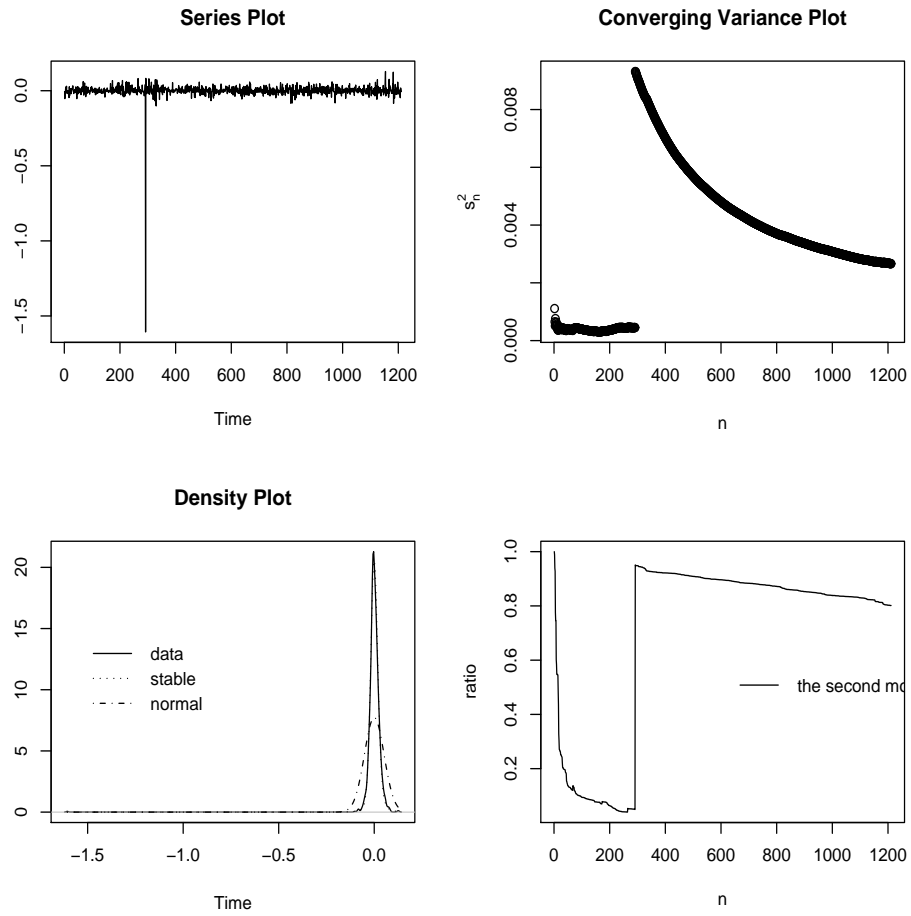 Series Plot
0.0
−0.5
−1.0
−1.5
0 200 400 600 800 1000 1200
Time
Converging Variance Plot
0.008
0.004
0.000
s²n
0 200 400 600 800 1000 1200
n
Density Plot
20
15
10
5
0
data
stable
normal
−1.5 −1.0 −0.5 0.0
Time
1.0
0.8
0.6
0.4
0.2
ratio
the second mo
0 200 400 600 800 1000 1200
n